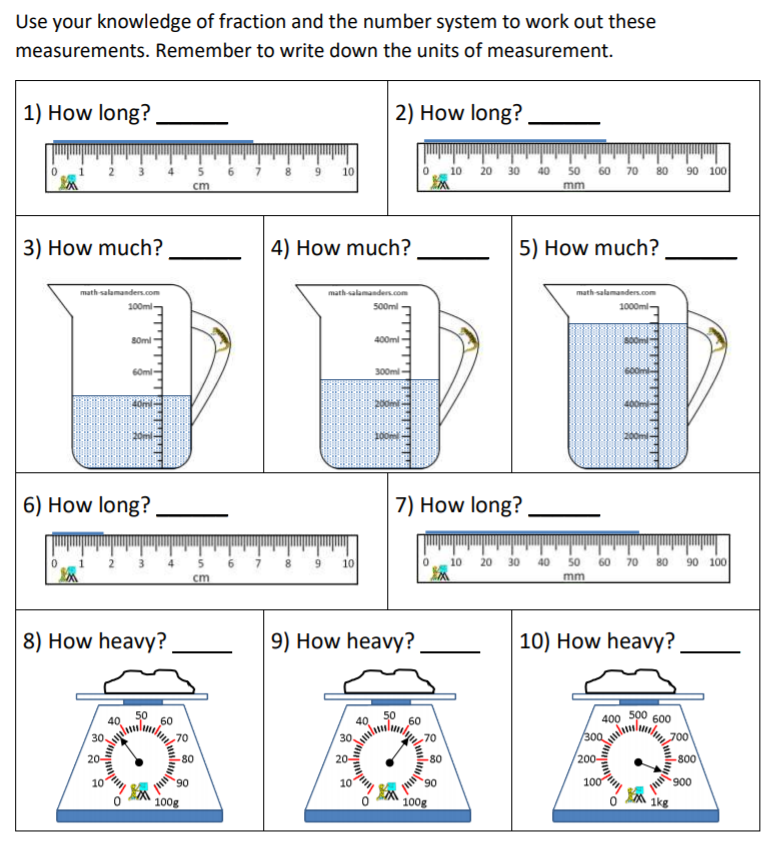 Use your knowledge of fraction and the number system to work out these
measurements. Remember to write down the units of measurement.
1) How long? ______
2) How long? ______
0 1 2 3 4 5 6 7 8 9 10
cm
0 10 20 30 40 50 60 70 80 90 100
mm
3) How much? ______
4) How much? ______
5) How much? ______
math-salamanders.com
100ml
80ml
60ml
40ml
20ml
math-salamanders.com
500ml
400ml
300ml
200ml
100ml
math-salamanders.com
1000ml
800ml
600ml
400ml
200ml
6) How long? ______
7) How long? ______
0 1 2 3 4 5 6 7 8 9 10
cm
0 10 20 30 40 50 60 70 80 90 100
mm
8) How heavy? _____
9) How heavy? _____
10) How heavy? _____
0 10 20 30 40 50 60 70 80 90 100g
0 10 20 30 40 50 60 70 80 90 100g
0 100 200 300 400 500 600 700 800 900 1kg